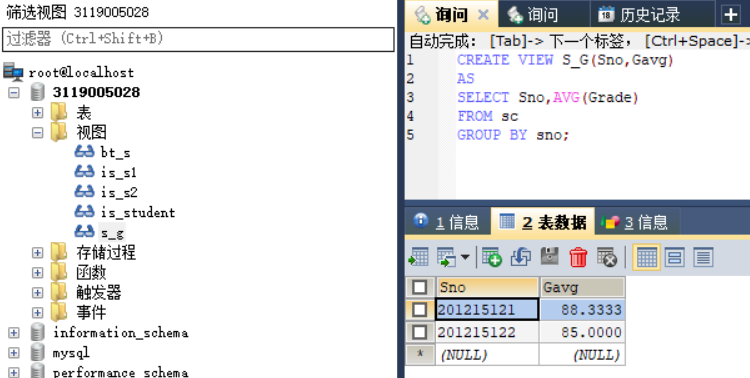 筛选视图 3119005028
过滤器 (Ctrl+Shift+B)
root@localhost
3119005028
表
视图
bt_s
is_s1
is_s2
is_student
s_g
存储过程
函数
触发器
事件
information_schema
mysql
performance_schema
询问
询问
历史记录
自动完成: [Tab]-> 下一个标签, [Ctrl+Space]->
1 CREATE VIEW S_G(Sno,Gavg)
2 AS
3 SELECT Sno,AVG(Grade)
4 FROM sc
5 GROUP BY sno;
1 信息 2 表数据 3 信息
Sno Gavg
201215121 88.3333
201215122 85.0000
* (NULL) (NULL)